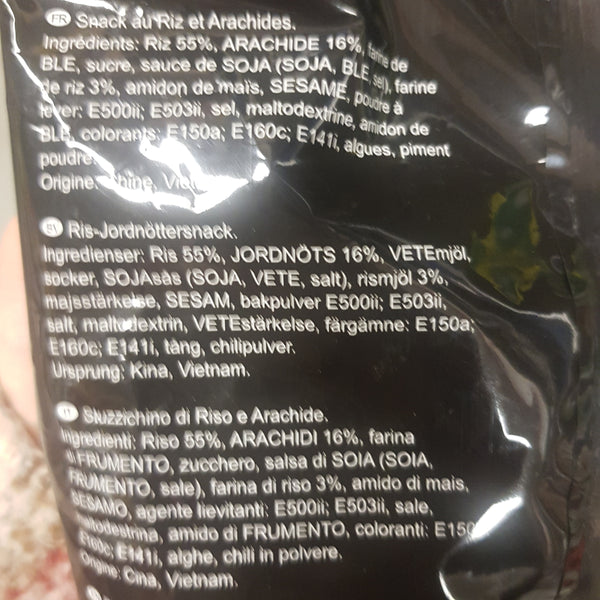 FR Snack au Riz et Arachides.
Ingrédients: Riz 55%, ARACHIDE 16%, farine de
BLE, sucre, sauce de SOJA (SOJA, BLE, sel), farine
de riz 3%, amidon de maïs, SESAME, poudre à
lever: E500ii; E503ii, sel, maltodextrine, amidon de
BLE, colorants: E150a; E160c; E141i, algues, piment
poudre.
Origine: Chine,
Ris-Jordnöttersnack.
Ingredienser: Ris 55%, JORDNÖTS 16%, VETEmjöl,
socker, SOJAsås (SOJA, VETE, salt), rismjöl 3%,
majsstärkelse, SESAM, bakpulver E500ii; E503ii,
salt, maltodextrin, VETEstärkelse, färgämne: E150a;
E160c; E141i, tång, chilipulver.
Ursprung: Kina, Vietnam.
IT Stuzzichino di Riso e Arachide.
Ingredienti: Riso 55%, ARACHIDI 16%, farina
di FRUMENTO, zucchero, salsa di SOIA (SOIA,
FRUMENTO, sale), farina di riso 3%, amido di mais,
SESAMO, agente lievitanti: E500ii; E503ii, sale,
maltodestrina, amido di FRUMENTO, coloranti: E150
E160c; E141i, alghe, chili in polvere.
Origine: Cina, Vietnam.